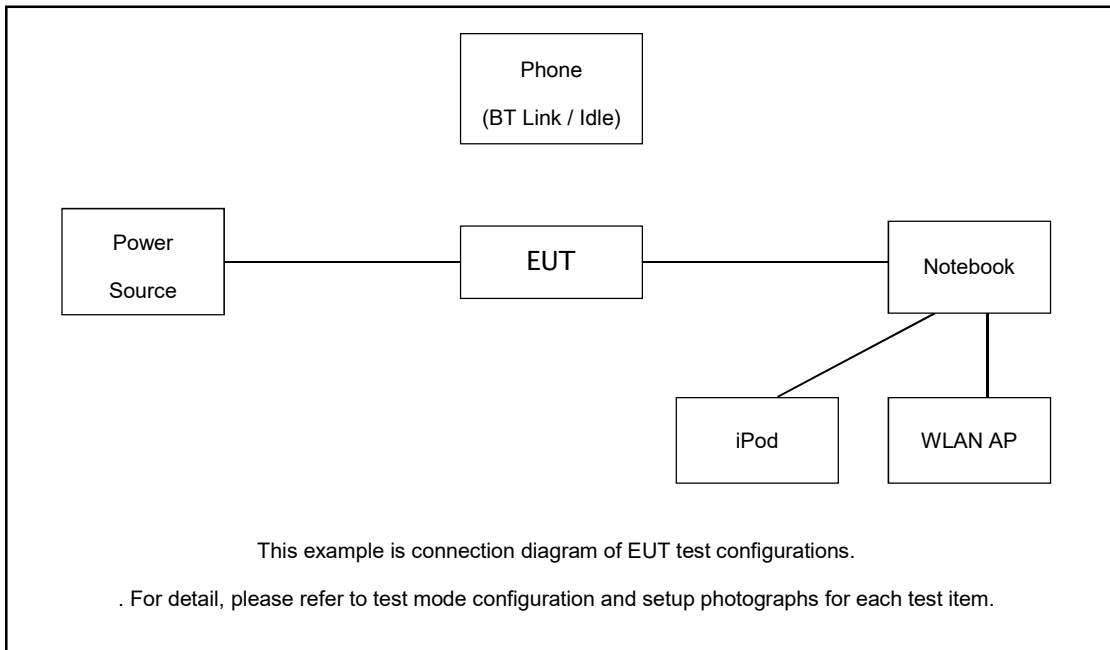 Phone
(BT Link / Idle)
Power
Source
EUT
Notebook
iPod
WLAN AP
This example is connection diagram of EUT test configurations.
. For detail, please refer to test mode configuration and setup photographs for each test item.